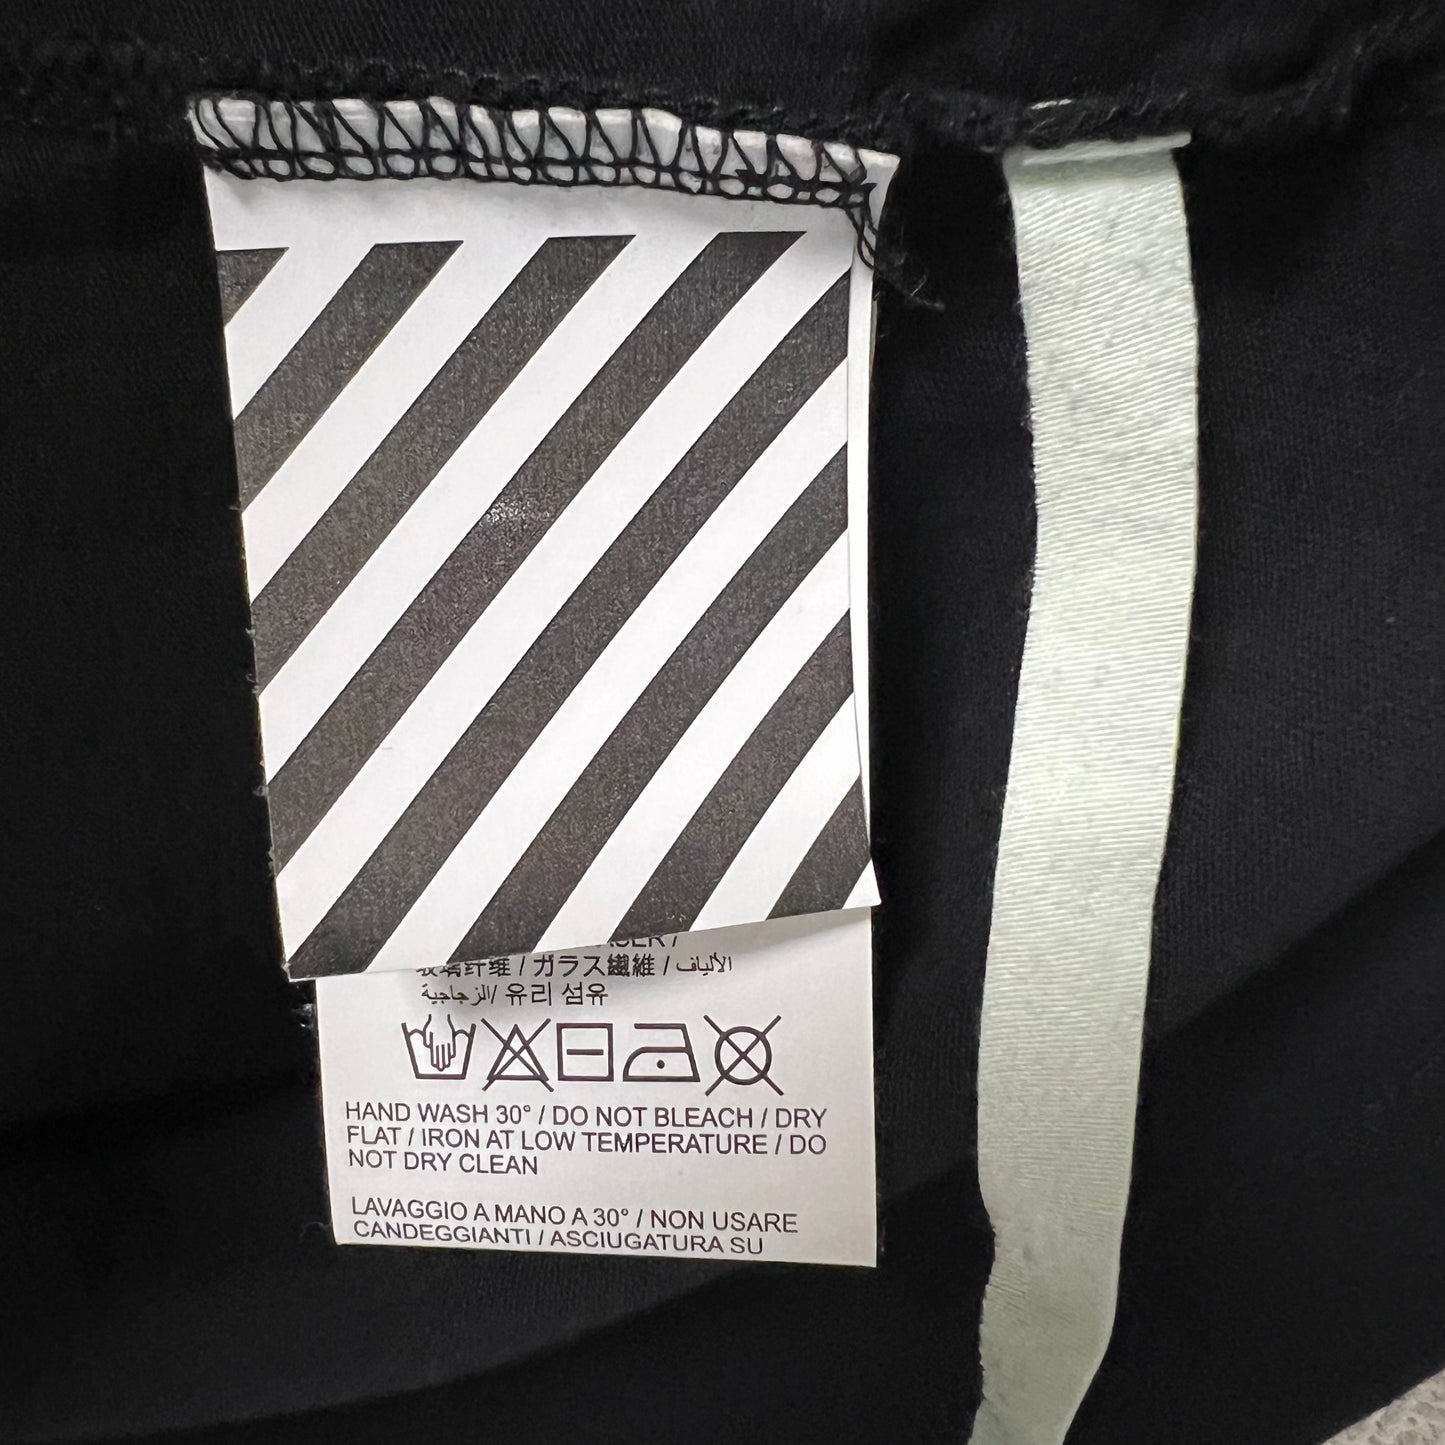 玻璃纤维 / ガラス繊維 / الألياف
الزجاجية/ 유리 섬유
HAND WASH 30° / DO NOT BLEACH / DRY
FLAT / IRON AT LOW TEMPERATURE / DO
NOT DRY CLEAN
LAVAGGIO A MANO A 30° / NON USARE
CANDEGGIANTI / ASCIUGATURA SU